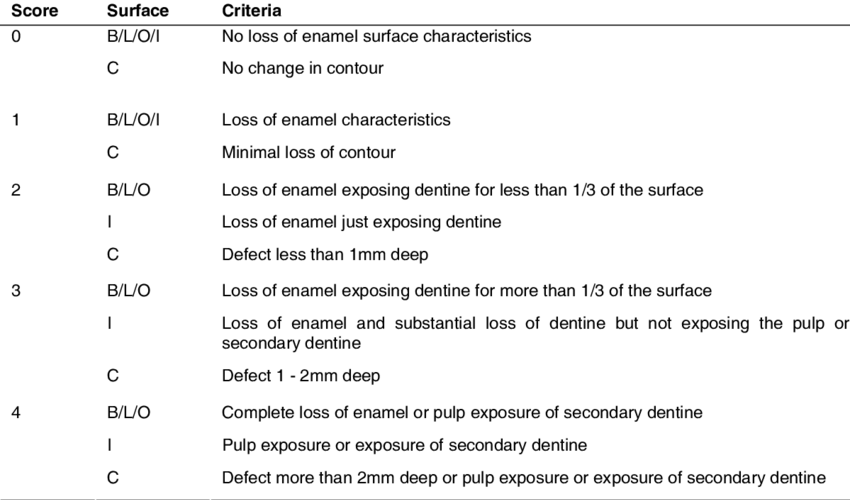 Score Surface Criteria
0 B/L/O/I No loss of enamel surface characteristics
C No change in contour
1 B/L/O/I Loss of enamel characteristics
C Minimal loss of contour
2 B/L/O Loss of enamel exposing dentine for less than 1/3 of the surface
I Loss of enamel just exposing dentine
C Defect less than 1mm deep
3 B/L/O Loss of enamel exposing dentine for more than 1/3 of the surface
I Loss of enamel and substantial loss of dentine but not exposing the pulp or
secondary dentine
C Defect 1 - 2mm deep
4 B/L/O Complete loss of enamel or pulp exposure of secondary dentine
I Pulp exposure or exposure of secondary dentine
C Defect more than 2mm deep or pulp exposure or exposure of secondary dentine